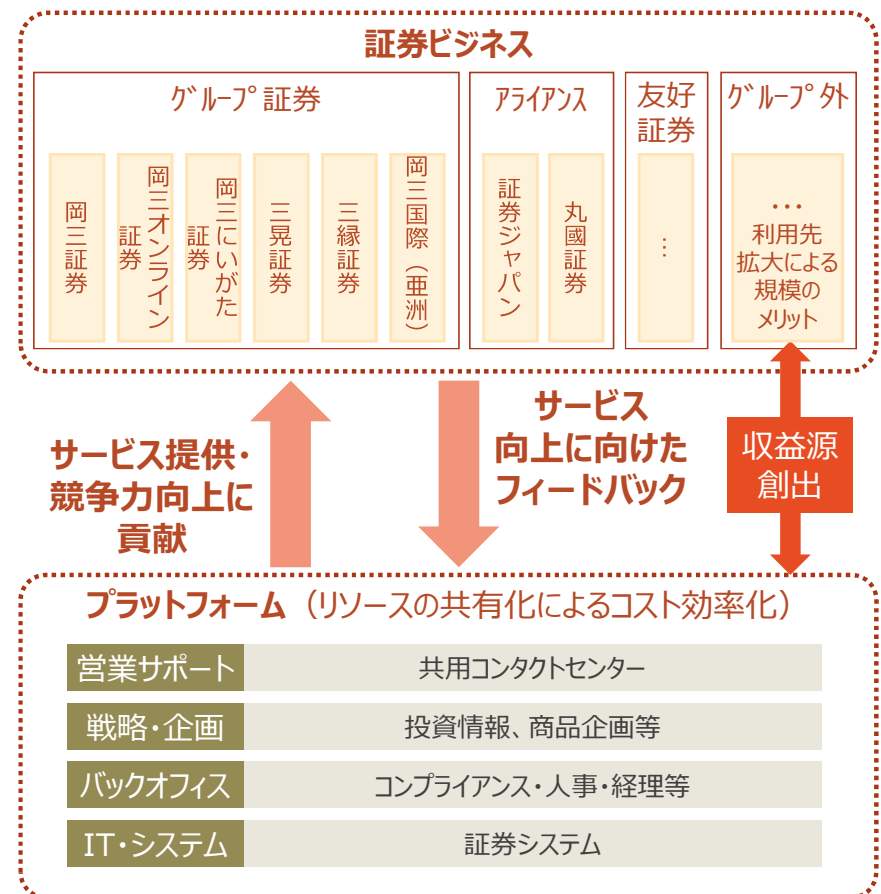 証券ビジネス
グループ証券
アライアンス
友好
証券
グループ外
岡三証券
岡三オンライン
証券
岡三にいがた
証券
三晃証券
三縁証券
岡三国際（亜洲）
証券ジャパン
丸國証券
…
…
利用先
拡大による
規模の
メリット
サービス提供・
競争力向上に
貢献
サービス
向上に向けた
フィードバック
収益源
創出
プラットフォーム（リソースの共有化によるコスト効率化）
営業サポート
共用コンタクトセンター
戦略・企画
投資情報、商品企画等
バックオフィス
コンプライアンス・人事・経理等
IT・システム
証券システム